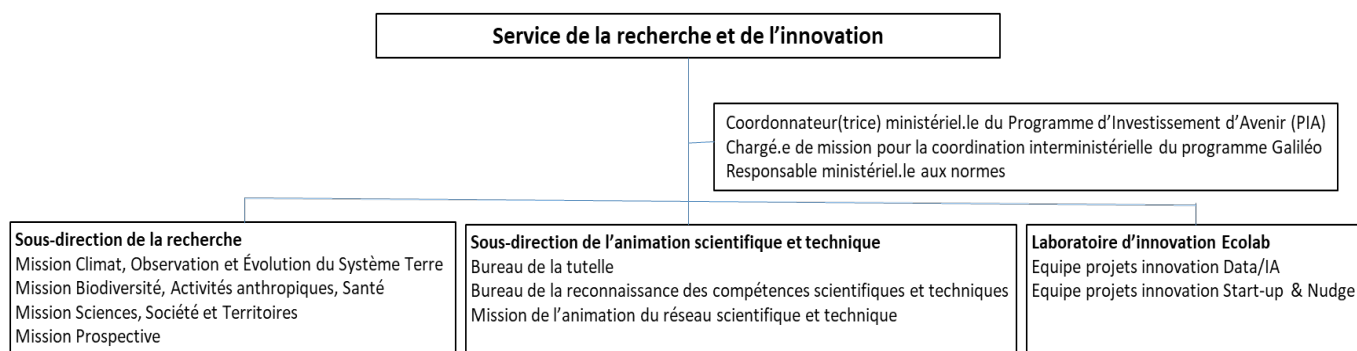 Service de la recherche et de l’innovation
Coordonnateur(trice) ministériel.le du Programme d’Investissement d’Avenir (PIA)
Chargé.e de mission pour la coordination interministérielle du programme Galiléo
Responsable ministériel.le aux normes
Sous-direction de la recherche
Mission Climat, Observation et Évolution du Système Terre
Mission Biodiversité, Activités anthropiques, Santé
Mission Sciences, Société et Territoires
Mission Prospective
Sous-direction de l’animation scientifique et technique
Bureau de la tutelle
Bureau de la reconnaissance des compétences scientifiques et techniques
Mission de l’animation du réseau scientifique et technique
Laboratoire d’innovation Ecolab
Equipe projets innovation Data/IA
Equipe projets innovation Start-up & Nudge